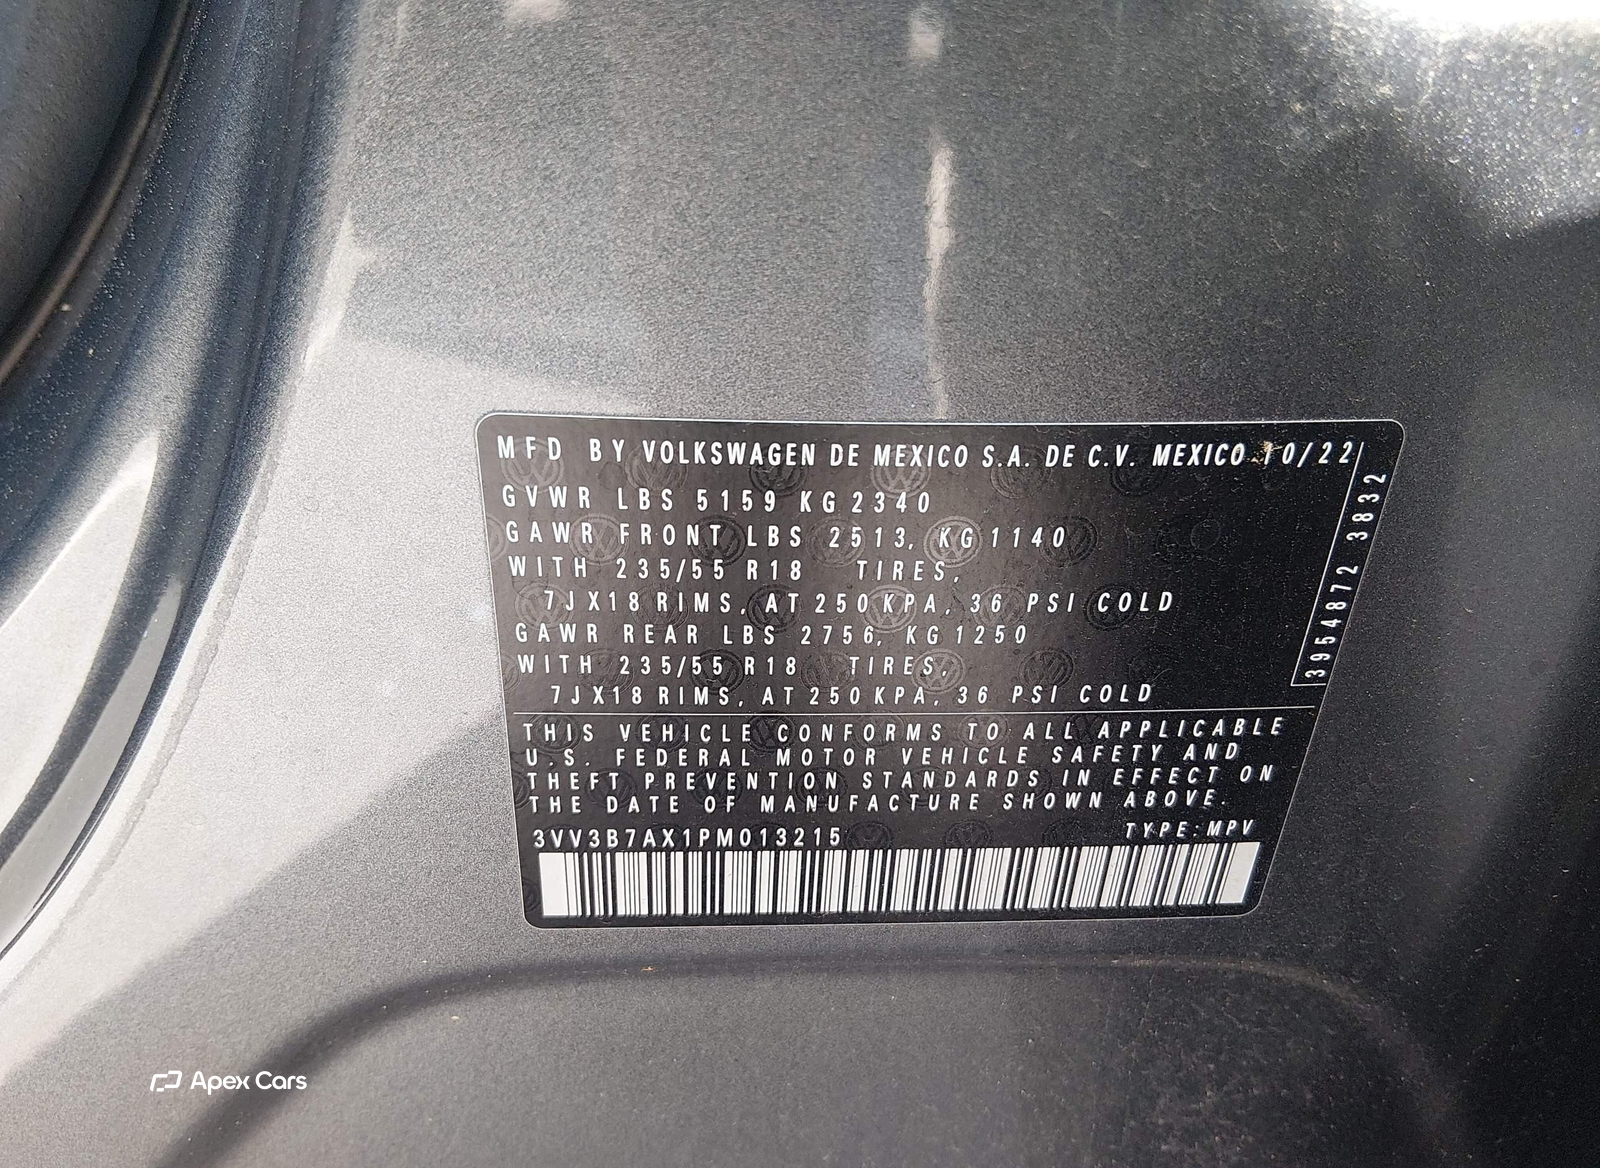 MFD BY VOLKSWAGEN DE MEXICO S.A. DE C.V. MEXICO 10/22
GVWR LBS 5159 KG 2340
GAWR FRONT LBS 2513, KG 1140
WITH 235/55 R18 TIRES,
7JX18 RIMS, AT 250 KPA, 36 PSI COLD
GAWR REAR LBS 2756, KG 1250
WITH 235/55 R18 TIRES,
7JX18 RIMS, AT 250 KPA, 36 PSI COLD
3954872 3832
THIS VEHICLE CONFORMS TO ALL APPLICABLE
U.S. FEDERAL MOTOR VEHICLE SAFETY AND
THEFT PREVENTION STANDARDS IN EFFECT ON
THE DATE OF MANUFACTURE SHOWN ABOVE.
3VV3B7AX1PM013215 TYPE: MPV
Apex Cars